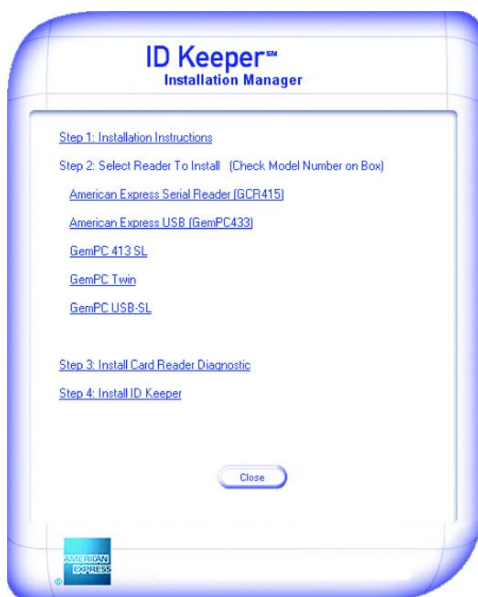 ID Keeper℠
Installation Manager
Step 1: Installation Instructions
Step 2: Select Reader To Install (Check Model Number on Box)
American Express Serial Reader (GCR415)
American Express USB (GemPC433)
GemPC 413 SL
GemPC Twin
GemPC USB-SL
Step 3: Install Card Reader Diagnostic
Step 4: Install ID Keeper
Close
AMERICAN
EXPRESS
©